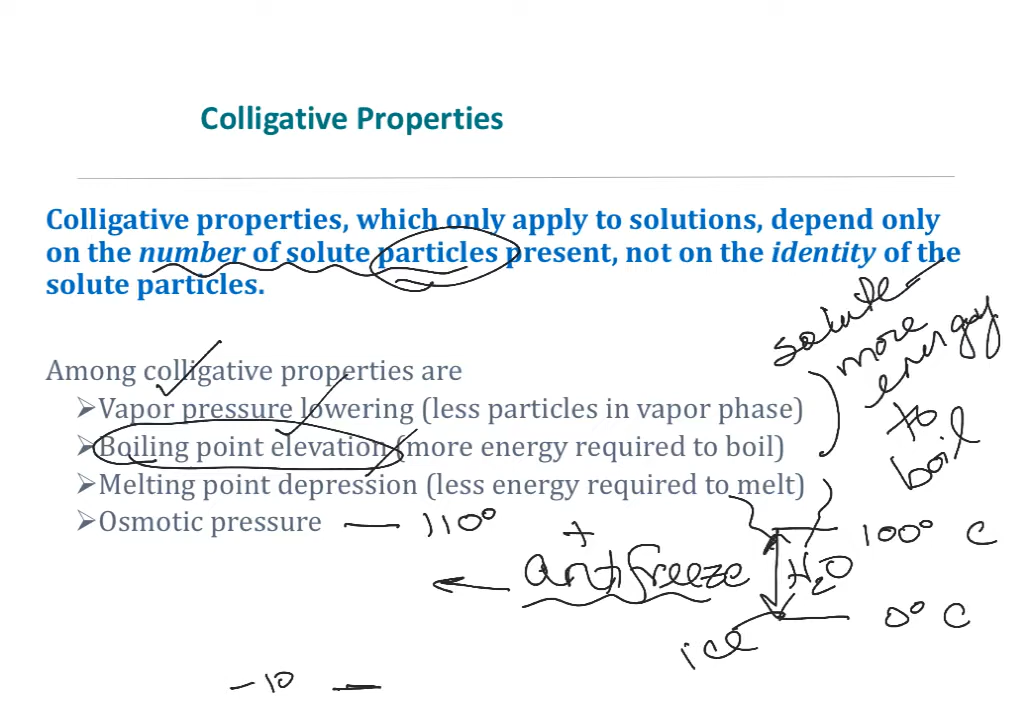 Colligative Properties
Colligative properties, which only apply to solutions, depend only
on the number of solute particles present, not on the identity of the
solute particles.
solute –
more
energy
to
boil
Among colligative properties are
➢Vapor pressure lowering (less particles in vapor phase)
➢Boiling point elevation (more energy required to boil)
➢Melting point depression (less energy required to melt)
➢Osmotic pressure
110°
100° C
+
antifreeze
H₂O
0° C
ice
-10